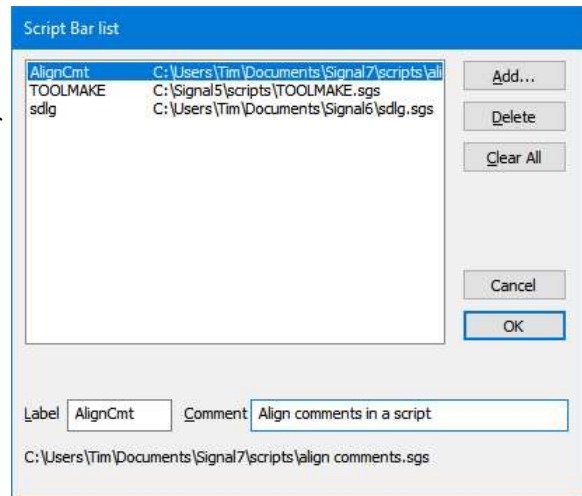 Script Bar list
AlignCmt C:\Users\Tim\Documents\Signal7\scripts\ali
TOOLMAKE C:\Signal5\scripts\TOOLMAKE.sgs
sdlg C:\Users\Tim\Documents\Signal6\sdlg.sgs
Add...
Delete
Clear All
Cancel
OK
Label AlignCmt Comment Align comments in a script
C:\Users\Tim\Documents\Signal7\scripts\align comments.sgs